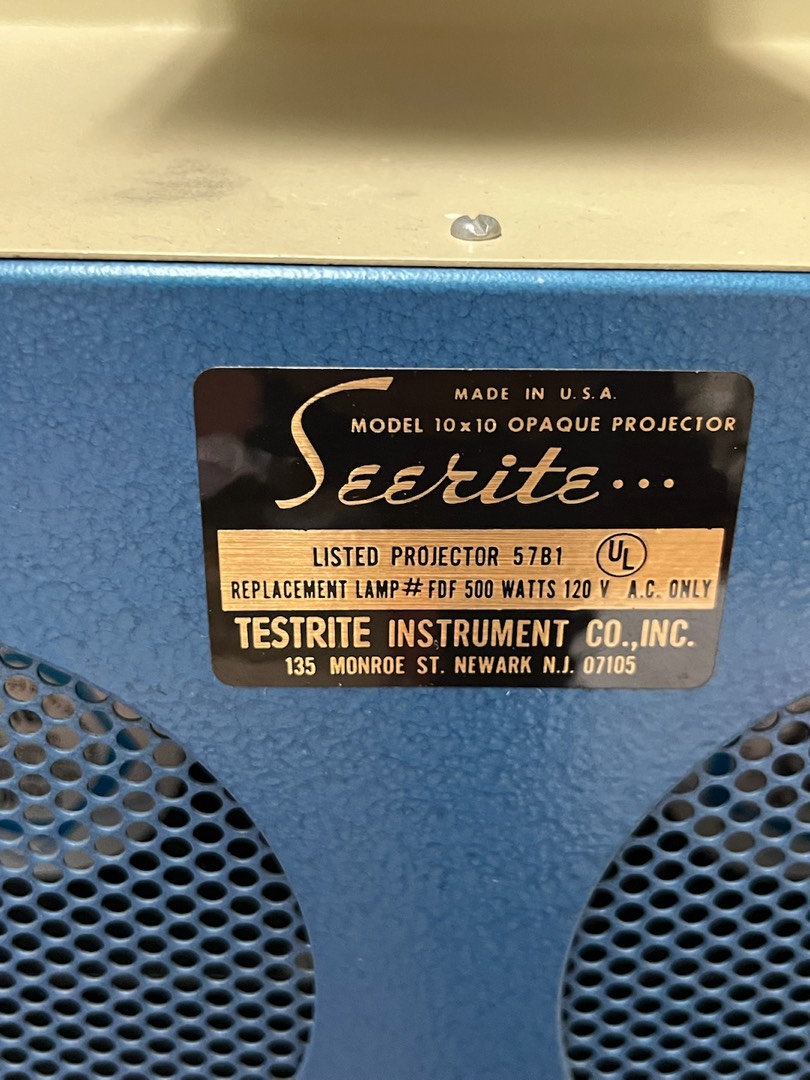 MADE IN U.S.A.
MODEL 10x10 OPAQUE PROJECTOR
Seerite...
LISTED PROJECTOR 57B1 UL
REPLACEMENT LAMP# FDF 500 WATTS 120 V A.C. ONLY
TESTRITE INSTRUMENT CO.,INC.
135 MONROE ST. NEWARK N.J. 07105